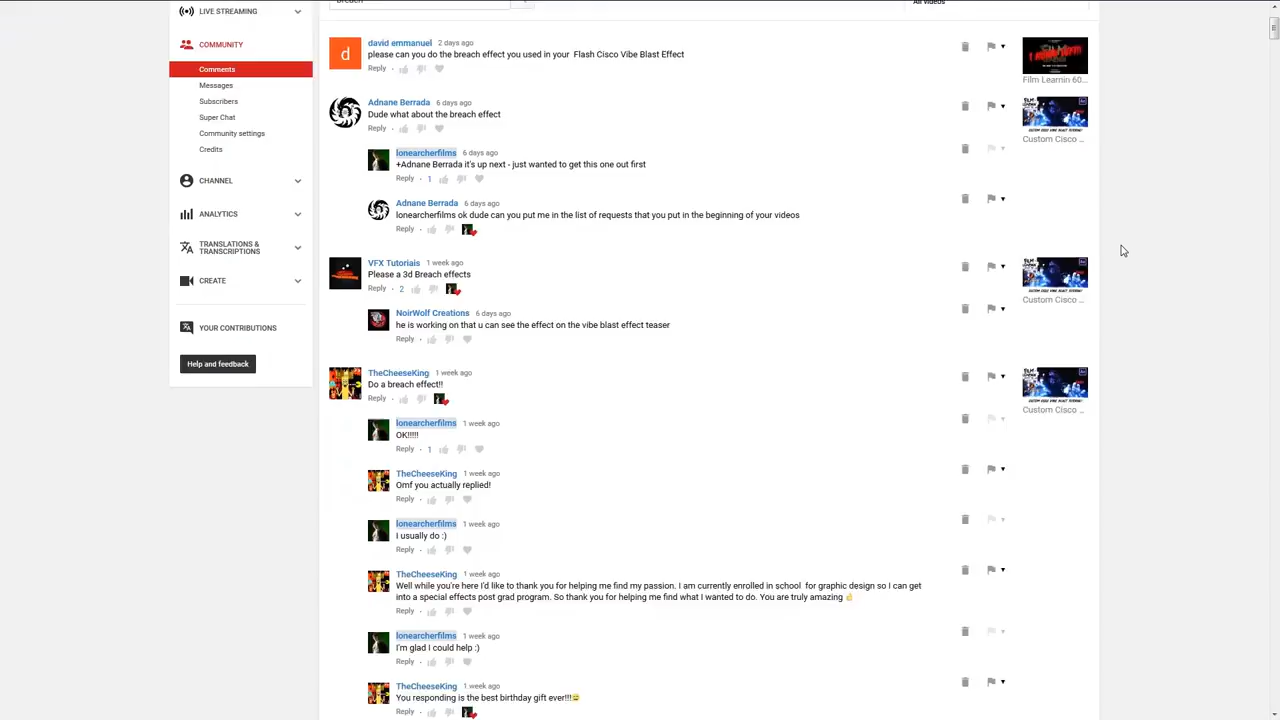 LIVE STREAMING
COMMUNITY
Comments
Messages
Subscribers
Super Chat
Community settings
Credits
CHANNEL
ANALYTICS
TRANSLATIONS &
TRANSCRIPTIONS
CREATE
YOUR CONTRIBUTIONS
Help and feedback
All videos
d
david emmanuel 2 days ago
please can you do the breach effect you used in your Flash Cisco Vibe Blast Effect
Reply
Film Learnin 60...
Adnane Berrada 6 days ago
Dude what about the breach effect
Reply
Custom Cisco ...
lonearcherfilms 6 days ago
+Adnane Berrada it's up next - just wanted to get this one out first
Reply · 1
Adnane Berrada 6 days ago
lonearcherfilms ok dude can you put me in the list of requests that you put in the beginning of your videos
Reply
VFX Tutoriais 1 week ago
Please a 3d Breach effects
Reply · 2
Custom Cisco ...
NoirWolf Creations 6 days ago
he is working on that u can see the effect on the vibe blast effect teaser
Reply
TheCheeseKing 1 week ago
Do a breach effect!!
Reply
Custom Cisco ...
lonearcherfilms 1 week ago
OK!!!!!
Reply · 1
TheCheeseKing 1 week ago
Omf you actually replied!
Reply
lonearcherfilms 1 week ago
I usually do :)
Reply
TheCheeseKing 1 week ago
Well while you're here I'd like to thank you for helping me find my passion. I am currently enrolled in school for graphic design so I can get
into a special effects post grad program. So thank you for helping me find what I wanted to do. You are truly amazing 👌
Reply
lonearcherfilms 1 week ago
I'm glad I could help :)
Reply
TheCheeseKing 1 week ago
You responding is the best birthday gift ever!!!😩
Reply